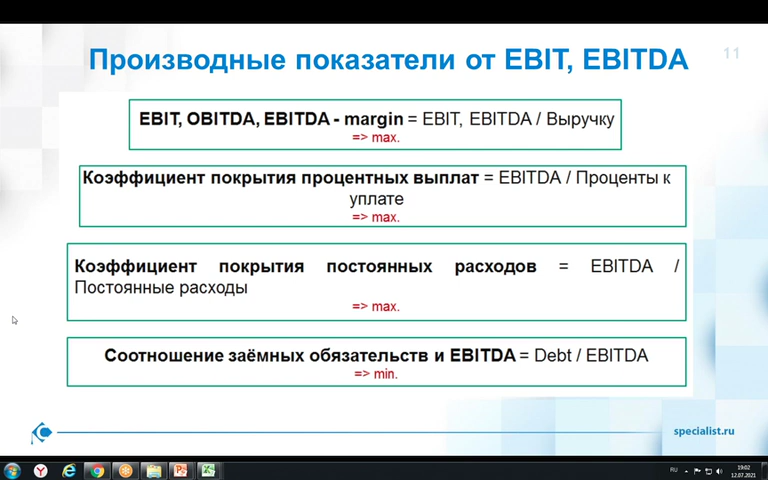 Производные показатели от EBIT, EBITDA
11
EBIT, OBITDA, EBITDA - margin = EBIT, EBITDA / Выручку
=> max.
Коэффициент покрытия процентных выплат = EBITDA / Проценты к
уплате
=> max.
Коэффициент покрытия постоянных расходов = EBITDA /
Постоянные расходы
=> max.
Соотношение заёмных обязательств и EBITDA = Debt / EBITDA
=> min.
specialist.ru
RU
19:02
12.07.2021